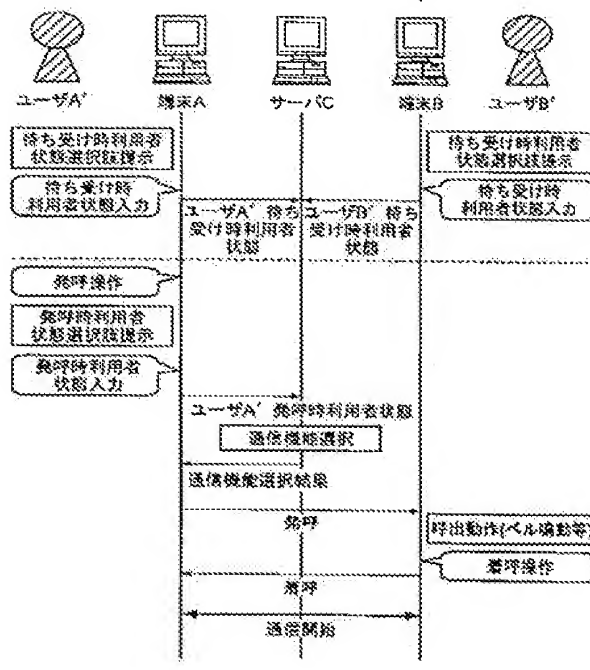 ユーザA'
端末A
サーバC
端末B
ユーザB'
待ち受け時利用者
状態選択肢提示
待ち受け時利用者
状態選択肢提示
待ち受け時
利用者状態入力
待ち受け時
利用者状態入力
ユーザA' 待ち
受け時利用者
状態
ユーザB' 待ち
受け時利用者
状態
発呼操作
発呼時利用者
状態選択肢提示
発呼時利用者
状態入力
ユーザA' 発呼時利用者状態
通信機能選択
通信機能選択結果
発呼
呼出動作(ベル鳴動等)
着呼操作
着呼
通信開始